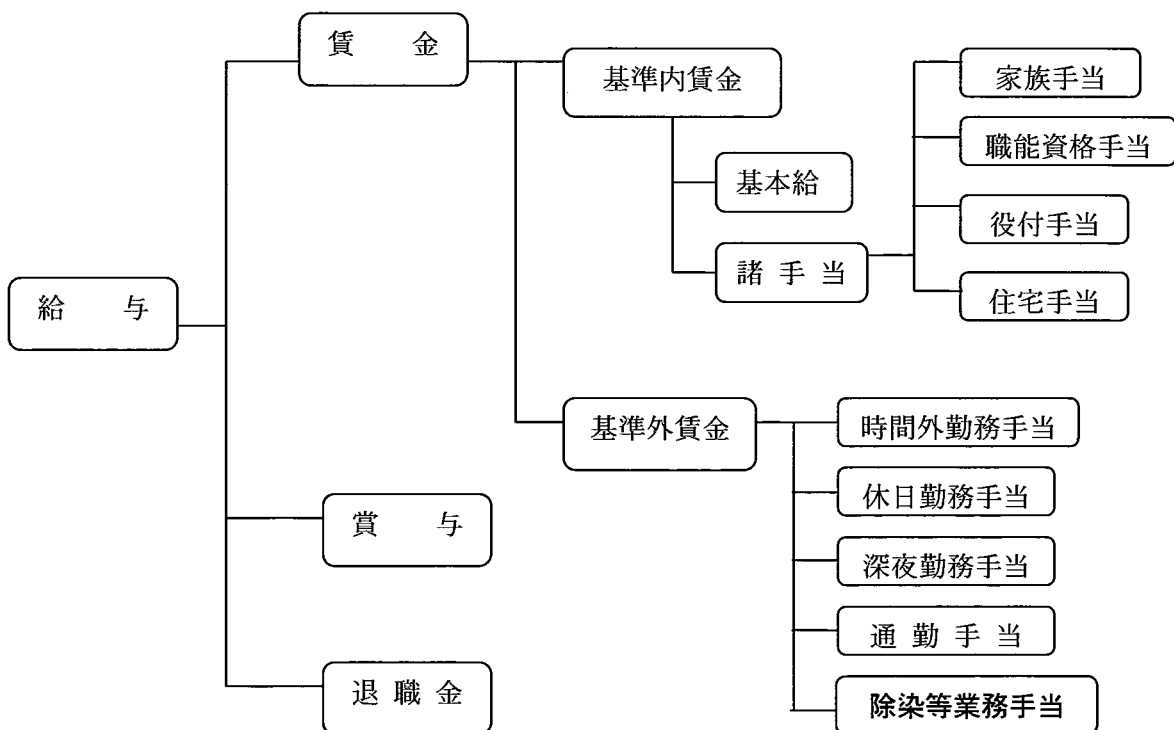 賃　金
基準内賃金
家族手当
職能資格手当
基本給
役付手当
諸手当
住宅手当
給　与
基準外賃金
時間外勤務手当
休日勤務手当
賞　与
深夜勤務手当
通勤手当
退職金
除染等業務手当